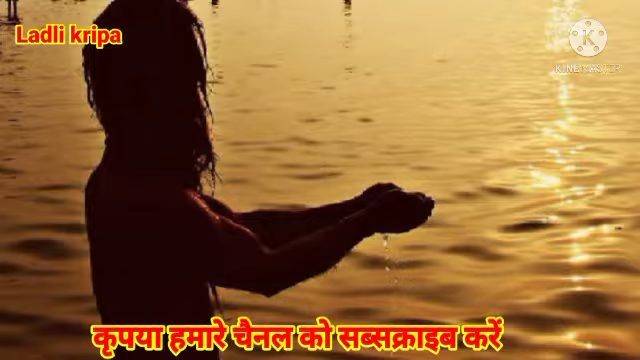 Ladli kripa
K
KINEMASTER
कृपया हमारे चैनल को सब्सक्राइब करें